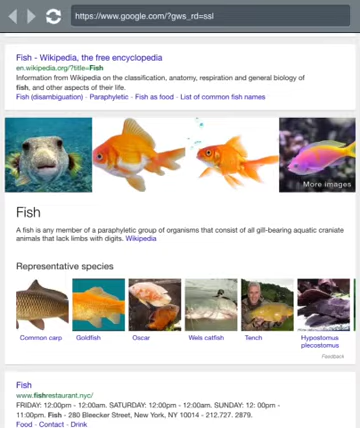 https://www.google.com/?gws_rd=ssl
Fish - Wikipedia, the free encyclopedia
en.wikipedia.org/?title=Fish
Information from Wikipedia on the classification, anatomy, respiration and general biology of
fish, and other aspects of their life.
Fish (disambiguation) - Paraphyletic - Fish as food - List of common fish names
More images
Fish
A fish is any member of a paraphyletic group of organisms that consist of all gill-bearing aquatic craniate
animals that lack limbs with digits. Wikipedia
Representative species
Common carp Goldfish Oscar Wels catfish Tench Hypostomus
plecostomus
Feedback
Fish
www.fishrestaurant.nyc/
FRIDAY: 12:00pm - 12:00am. SATURDAY: 12:00pm - 12:00am. SUNDAY: 12: 00pm -
11:00pm. Fish - 280 Bleecker Street, New York, NY 10014 - 212.727. 2879.
Food - Contact - Drink